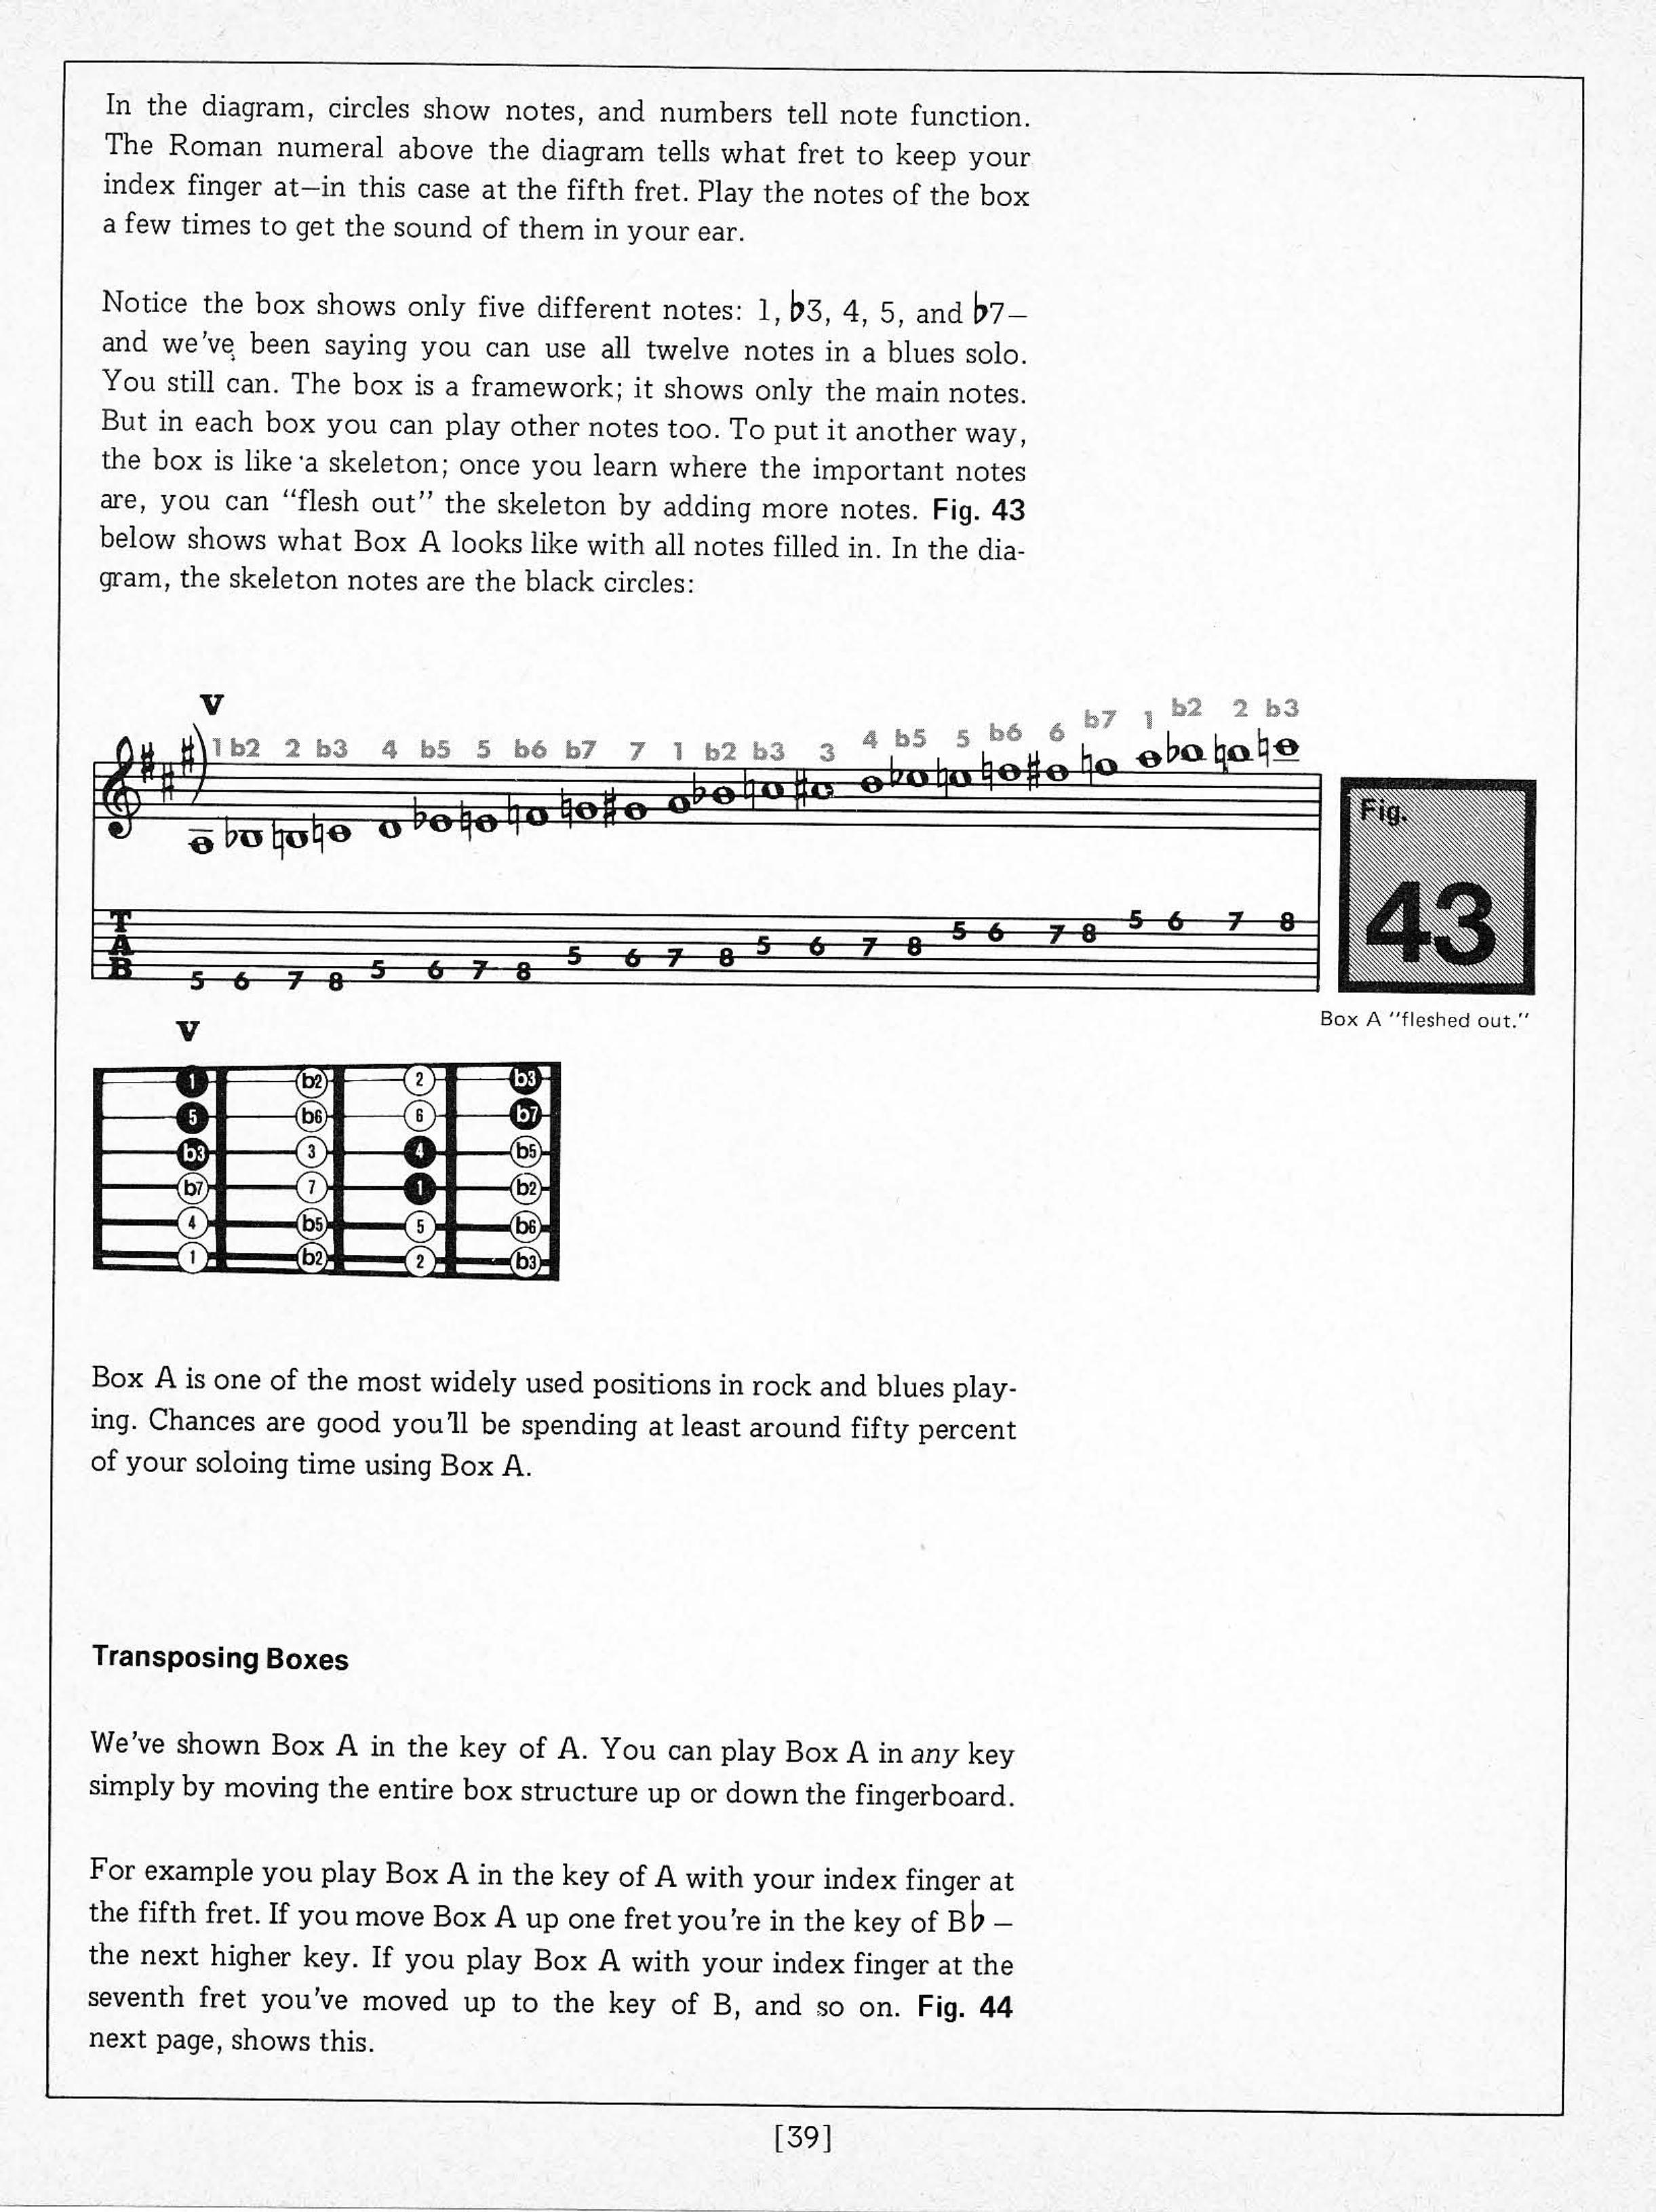 In the diagram, circles show notes, and numbers tell note function.
The Roman numeral above the diagram tells what fret to keep your
index finger at—in this case at the fifth fret. Play the notes of the box
a few times to get the sound of them in your ear.
Notice the box shows only five different notes: 1, ♭3, 4, 5, and ♭7—
and we've been saying you can use all twelve notes in a blues solo.
You still can. The box is a framework; it shows only the main notes.
But in each box you can play other notes too. To put it another way,
the box is like a skeleton; once you learn where the important notes
are, you can "flesh out" the skeleton by adding more notes. Fig. 43
below shows what Box A looks like with all notes filled in. In the dia-
gram, the skeleton notes are the black circles:
V
1 b2 2 b3 4 b5 5 b6 b7 7 1 b2 b3 3 4 b5 5 b6 6 b7 1 b2 2 b3
Fig.
43
TAB
5 6 7 8 5 6 7 8 5 6 7 8 5 6 7 8 5 6 7 8 5 6 7 8
Box A "fleshed out."
V
1 b2 2 b3
5 b6 6 b7
b3 3 4 b5
b7 7 1 b2
4 b5 5 b6
1 b2 2 b3
Box A is one of the most widely used positions in rock and blues play-
ing. Chances are good you'll be spending at least around fifty percent
of your soloing time using Box A.
Transposing Boxes
We've shown Box A in the key of A. You can play Box A in any key
simply by moving the entire box structure up or down the fingerboard.
For example you play Box A in the key of A with your index finger at
the fifth fret. If you move Box A up one fret you're in the key of B♭ —
the next higher key. If you play Box A with your index finger at the
seventh fret you've moved up to the key of B, and so on. Fig. 44
next page, shows this.
[39]